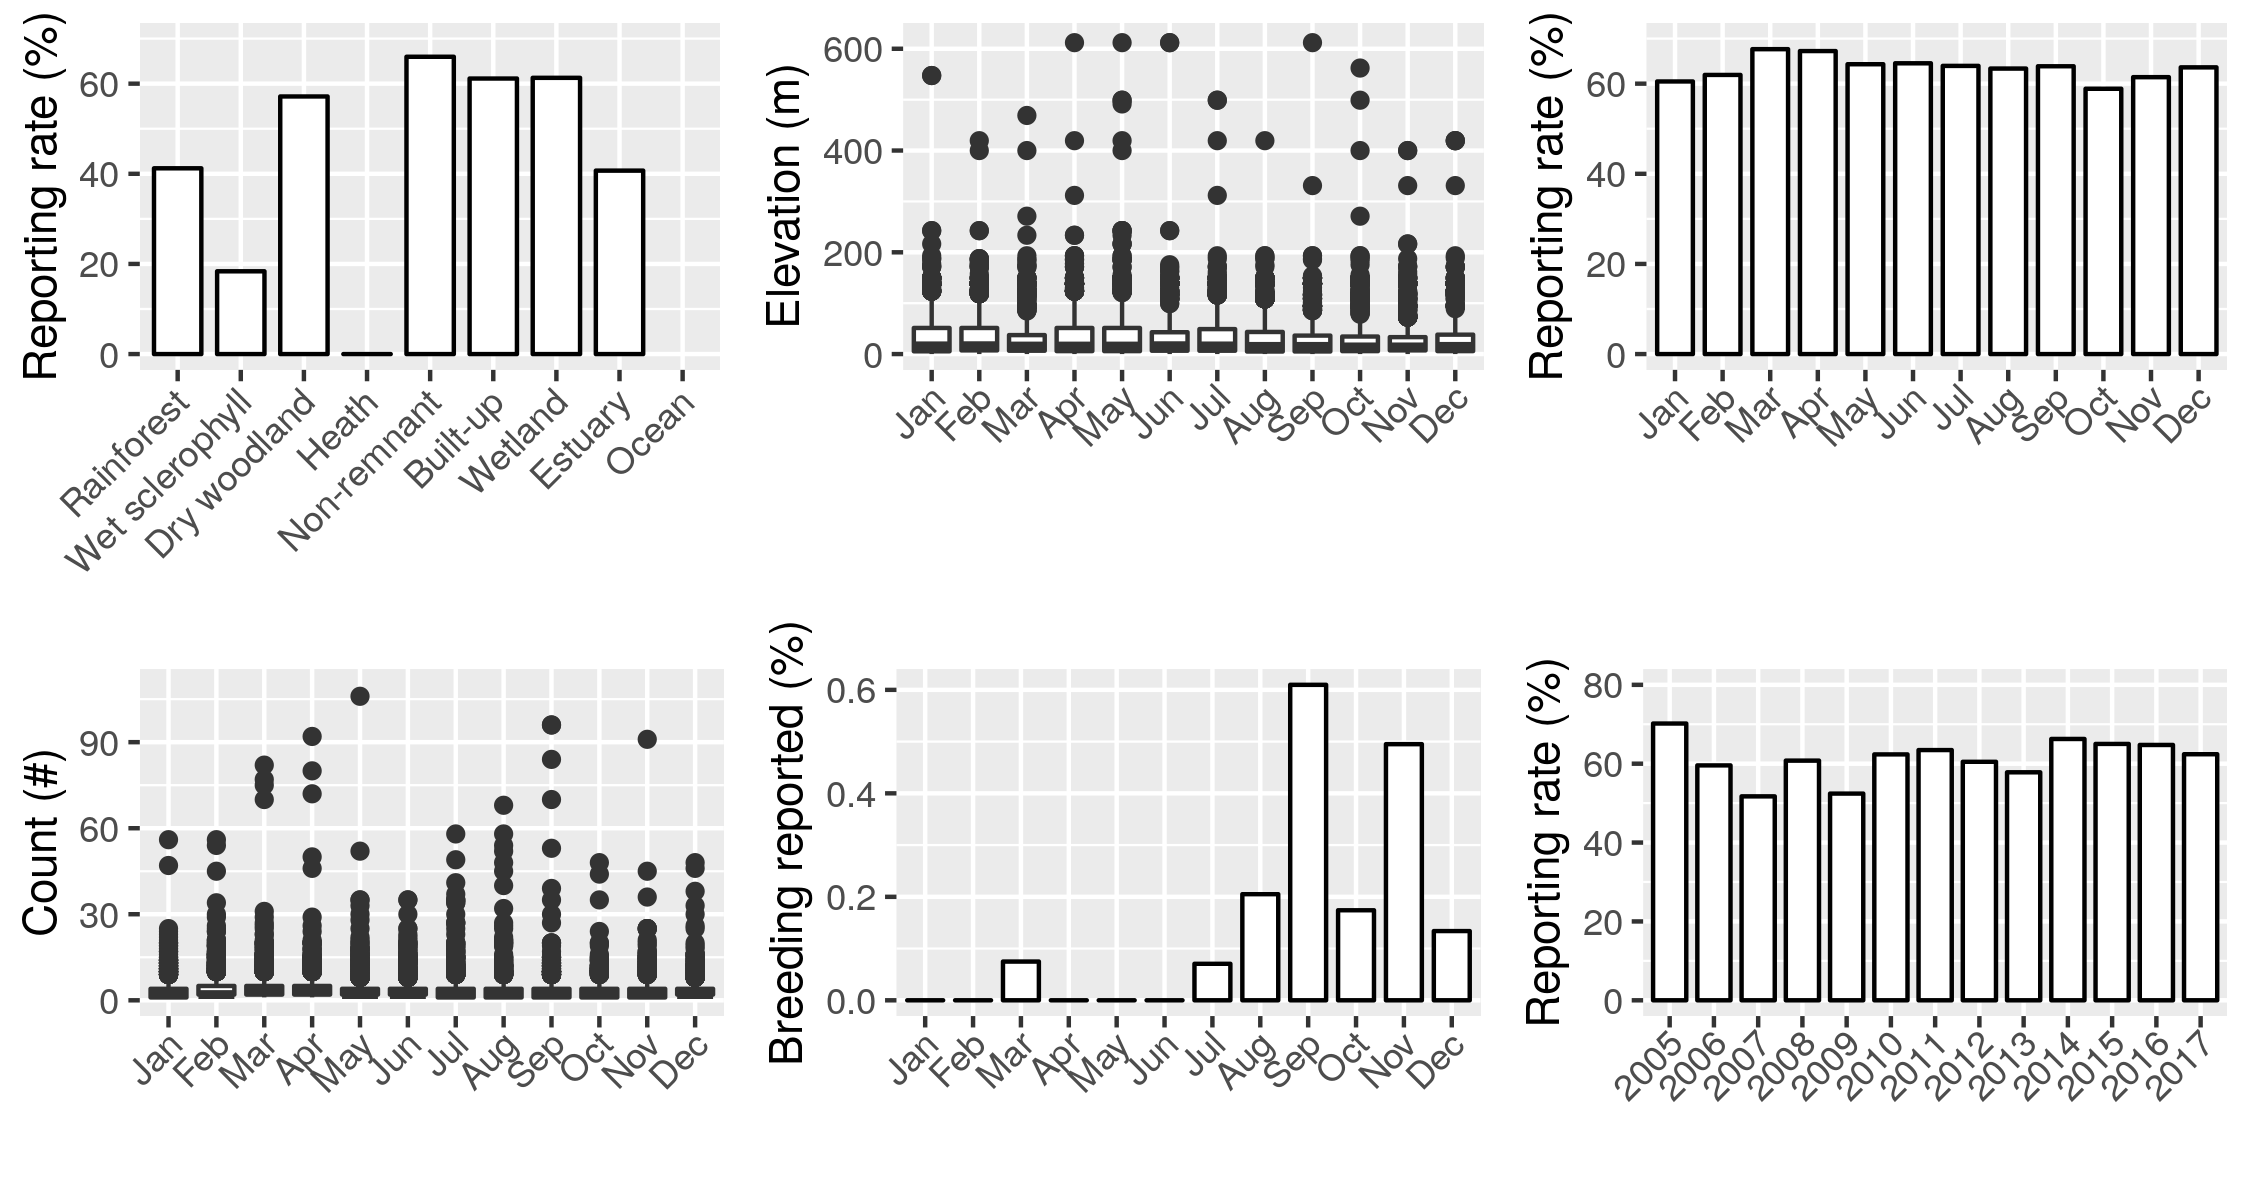 Reporting rate (%)
60
40
20
0
Rainforest
Wet sclerophyll
Dry woodland
Heath
Non-remnant
Built-up
Wetland
Estuary
Ocean
Elevation (m)
600
400
200
0
Jan
Feb
Mar
Apr
May
Jun
Jul
Aug
Sep
Oct
Nov
Dec
Reporting rate (%)
60
40
20
0
Jan
Feb
Mar
Apr
May
Jun
Jul
Aug
Sep
Oct
Nov
Dec
Count (#)
90
60
30
0
Jan
Feb
Mar
Apr
May
Jun
Jul
Aug
Sep
Oct
Nov
Dec
Breeding reported (%)
0.6
0.4
0.2
0.0
Jan
Feb
Mar
Apr
May
Jun
Jul
Aug
Sep
Oct
Nov
Dec
Reporting rate (%)
80
60
40
20
0
2005
2006
2007
2008
2009
2010
2011
2012
2013
2014
2015
2016
2017